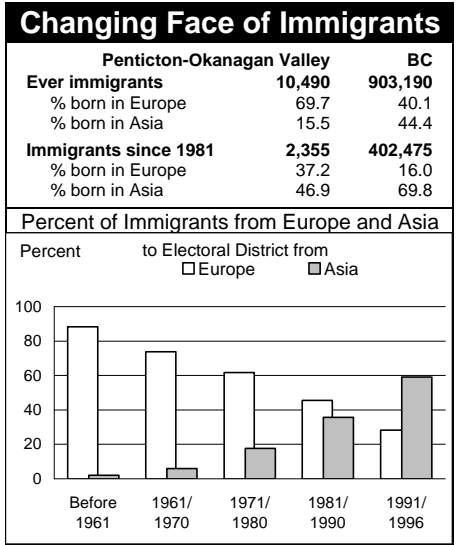 Changing Face of Immigrants
Penticton-Okanagan Valley BC
Ever immigrants 10,490 903,190
% born in Europe 69.7 40.1
% born in Asia 15.5 44.4
Immigrants since 1981 2,355 402,475
% born in Europe 37.2 16.0
% born in Asia 46.9 69.8
Percent of Immigrants from Europe and Asia
Percent to Electoral District from
Europe Asia
100
80
60
40
20
0
Before 1961/ 1971/ 1981/ 1991/
1961 1970 1980 1990 1996